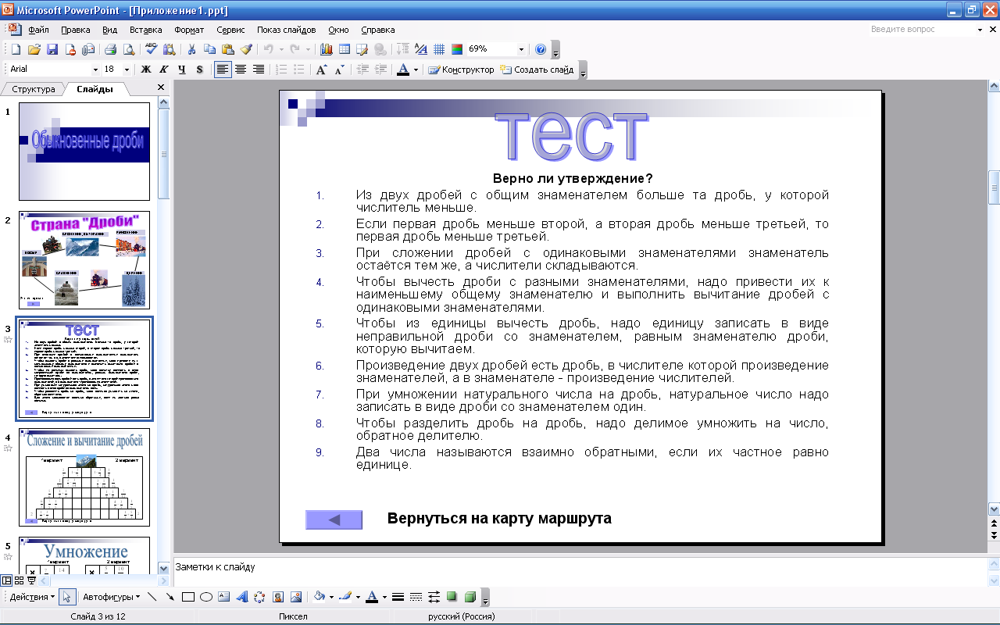 Microsoft PowerPoint - [Приложение1.ppt]
Файл Правка Вид Вставка Формат Сервис Показ слайдов Окно Справка Введите вопрос
69%
Arial 18 Ж К Ч S Конструктор Создать слайд
Структура Слайды
1
Обыкновенные дроби
2
Страна "Дроби"
3
тест
4
Сложение и вычитание дробей
1 вариант 2 вариант
5
Умножение
1 вариант 2 вариант
тест
Верно ли утверждение?
1. Из двух дробей с общим знаменателем больше та дробь, у которой
числитель меньше.
2. Если первая дробь меньше второй, а вторая дробь меньше третьей, то
первая дробь меньше третьей.
3. При сложении дробей с одинаковыми знаменателями знаменатель
остаётся тем же, а числители складываются.
4. Чтобы вычесть дроби с разными знаменателями, надо привести их к
наименьшему общему знаменателю и выполнить вычитание дробей с
одинаковыми знаменателями.
5. Чтобы из единицы вычесть дробь, надо единицу записать в виде
неправильной дроби со знаменателем, равным знаменателю дроби,
которую вычитаем.
6. Произведение двух дробей есть дробь, в числителе которой произведение
знаменателей, а в знаменателе - произведение числителей.
7. При умножении натурального числа на дробь, натуральное число надо
записать в виде дроби со знаменателем один.
8. Чтобы разделить дробь на дробь, надо делимое умножить на число,
обратное делителю.
9. Два числа называются взаимно обратными, если их частное равно
единице.
Вернуться на карту маршрута
Заметки к слайду
Действия Автофигуры
Слайд 3 из 12 Пиксел русский (Россия)